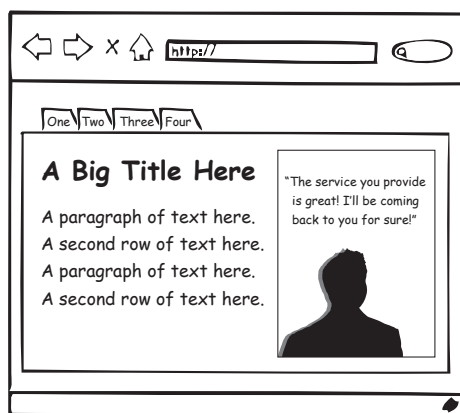 http://
One Two Three Four
A Big Title Here
A paragraph of text here.
A second row of text here.
A paragraph of text here.
A second row of text here.
“The service you provide
is great! I’ll be coming
back to you for sure!”